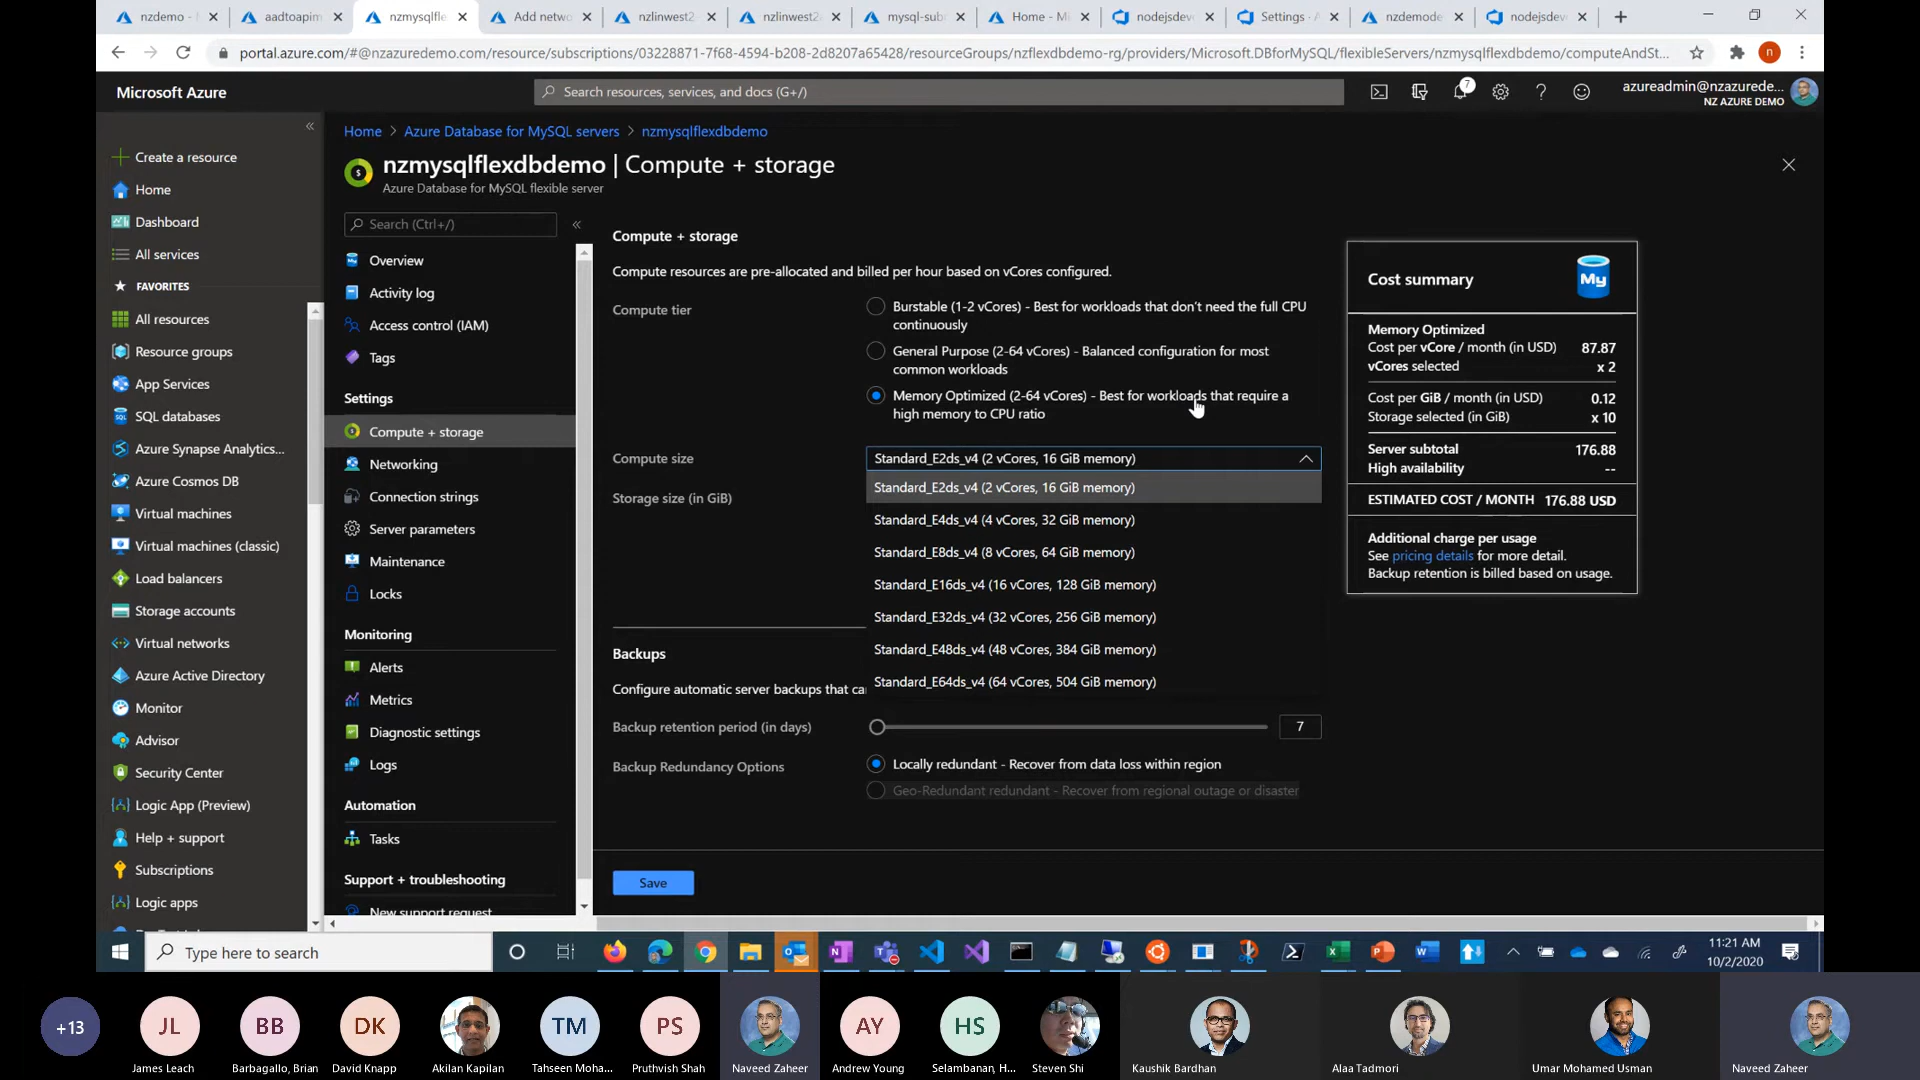 nzdemo -
aadtoapim
nzmysqlfle
Add netwo
nzlinwest2
nzlinwest2
mysql-sub
Home - Mi
nodejsdev
Settings - A
nzdemode
nodejsdev
portal.azure.com/#@nzazuredemo.com/resource/subscriptions/03228871-7f68-4594-b208-2d8207a65428/resourceGroups/nzflexdbdemo-rg/providers/Microsoft.DBforMySQL/flexibleServers/nzmysqlflexdbdemo/computeAndSt...
n
Microsoft Azure
Search resources, services, and docs (G+/)
7
azureadmin@nzazurede...
NZ AZURE DEMO
Create a resource
Home
Dashboard
All services
FAVORITES
All resources
Resource groups
App Services
SQL databases
Azure Synapse Analytics...
Azure Cosmos DB
Virtual machines
Virtual machines (classic)
Load balancers
Storage accounts
Virtual networks
Azure Active Directory
Monitor
Advisor
Security Center
Logic App (Preview)
Help + support
Subscriptions
Logic apps
Home > Azure Database for MySQL servers > nzmysqlflexdbdemo
nzmysqlflexdbdemo | Compute + storage
Azure Database for MySQL flexible server
Search (Ctrl+/)
Overview
Activity log
Access control (IAM)
Tags
Settings
Compute + storage
Networking
Connection strings
Server parameters
Maintenance
Locks
Monitoring
Alerts
Metrics
Diagnostic settings
Logs
Automation
Tasks
Support + troubleshooting
New support request
Compute + storage
Compute resources are pre-allocated and billed per hour based on vCores configured.
Compute tier
Burstable (1-2 vCores) - Best for workloads that don't need the full CPU
continuously
General Purpose (2-64 vCores) - Balanced configuration for most
common workloads
Memory Optimized (2-64 vCores) - Best for workloads that require a
high memory to CPU ratio
Compute size
Standard_E2ds_v4 (2 vCores, 16 GiB memory)
Standard_E2ds_v4 (2 vCores, 16 GiB memory)
Storage size (in GiB)
Standard_E4ds_v4 (4 vCores, 32 GiB memory)
Standard_E8ds_v4 (8 vCores, 64 GiB memory)
Standard_E16ds_v4 (16 vCores, 128 GiB memory)
Standard_E32ds_v4 (32 vCores, 256 GiB memory)
Standard_E48ds_v4 (48 vCores, 384 GiB memory)
Standard_E64ds_v4 (64 vCores, 504 GiB memory)
Backups
Configure automatic server backups that ca
Backup retention period (in days)
7
Backup Redundancy Options
Locally redundant - Recover from data loss within region
Geo-Redundant redundant - Recover from regional outage or disaster
Save
Cost summary
My
Memory Optimized
Cost per vCore / month (in USD) 87.87
vCores selected x 2
Cost per GiB / month (in USD) 0.12
Storage selected (in GiB) x 10
Server subtotal 176.88
High availability --
ESTIMATED COST / MONTH 176.88 USD
Additional charge per usage
See pricing details for more detail.
Backup retention is billed based on usage.
Type here to search
11:21 AM
10/2/2020
+13
JL
BB
DK
TM
PS
AY
HS
James Leach
Barbagallo, Brian
David Knapp
Akilan Kapilan
Tahseen Moha...
Pruthvish Shah
Naveed Zaheer
Andrew Young
Selambanan, H...
Steven Shi
Kaushik Bardhan
Alaa Tadmori
Umar Mohamed Usman
Naveed Zaheer